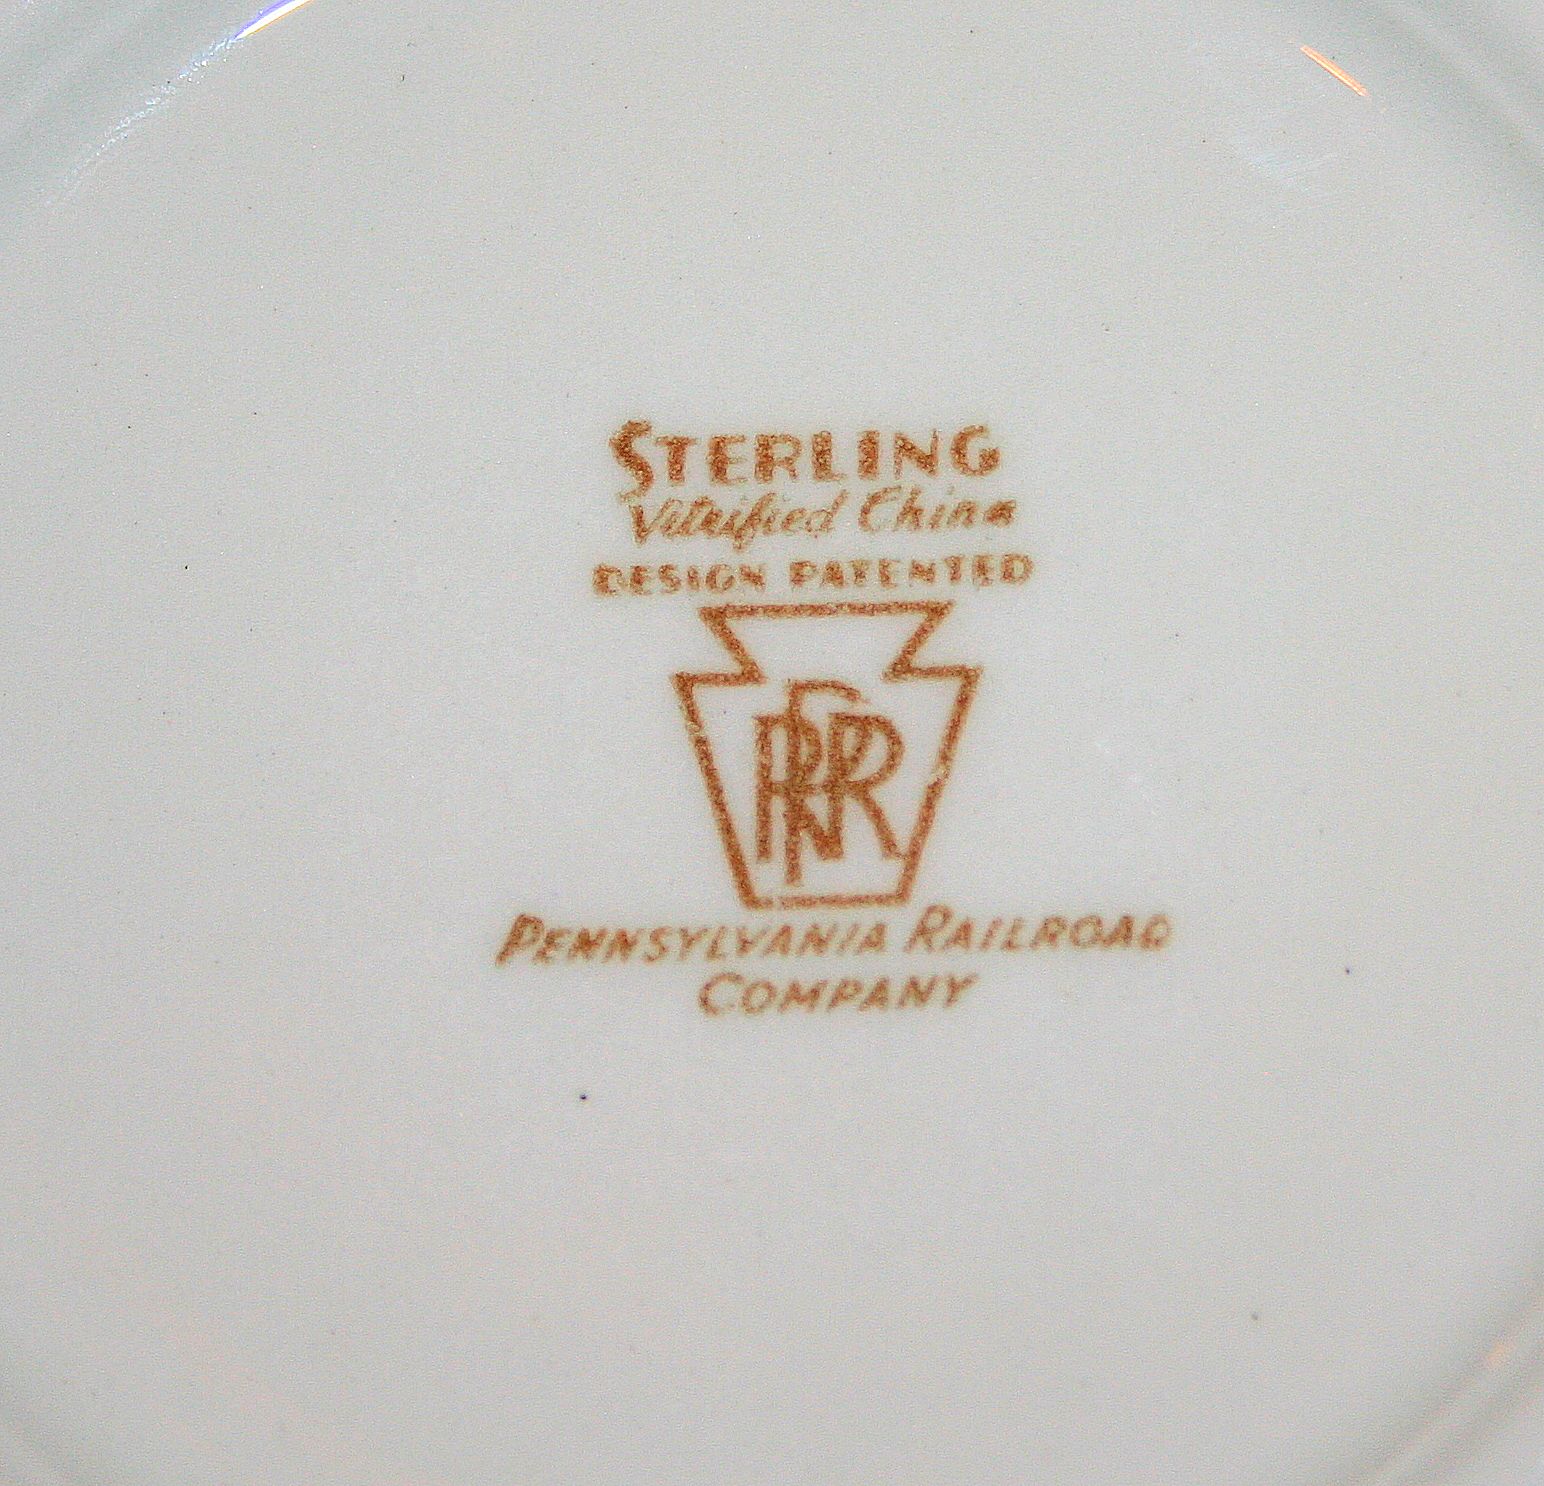 STERLING
Vitrified China
DESIGN PATENTED
PRR
PENNSYLVANIA RAILROAD
COMPANY